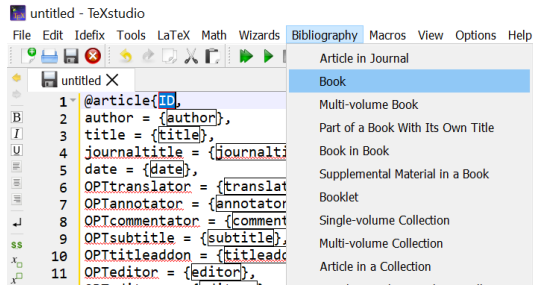 untitled - TeXstudio
File Edit Idefix Tools LaTeX Math Wizards Bibliography Macros View Options Help
untitled
Article in Journal
Book
Multi-volume Book
Part of a Book With Its Own Title
Book in Book
Supplemental Material in a Book
Booklet
Single-volume Collection
Multi-volume Collection
Article in a Collection
1 @article{ID,
2 author = {author},
3 title = {title},
4 journaltitle = {journalti
5 date = {date},
6 OPTtranslator = {translat
7 OPTannotator = {annotator
8 OPTcommentator = {comment
9 OPTsubtitle = {subtitle},
10 OPTtitleaddon = {titleadd
11 OPTeditor = {editor},
B
I
U
$$